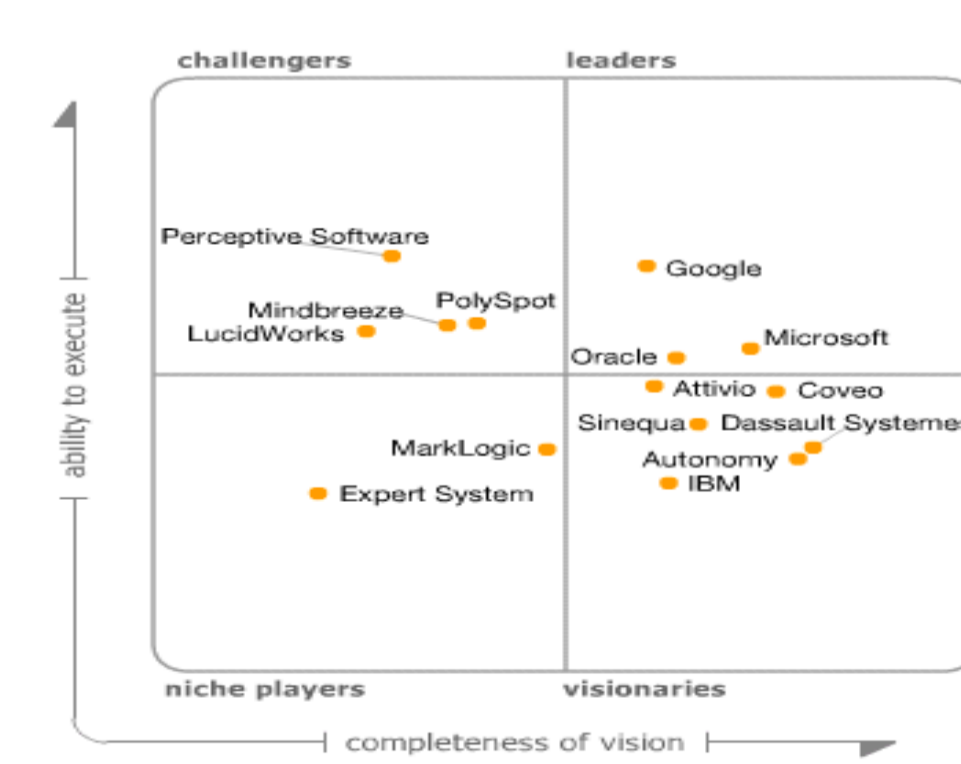 challengers
leaders
Perceptive Software
Google
PolySpot
Mindbreeze
LucidWorks
Microsoft
Oracle
ability to execute
Attivio
Coveo
Sinequa
Dassault Systemes
MarkLogic
Autonomy
IBM
Expert System
niche players
visionaries
completeness of vision